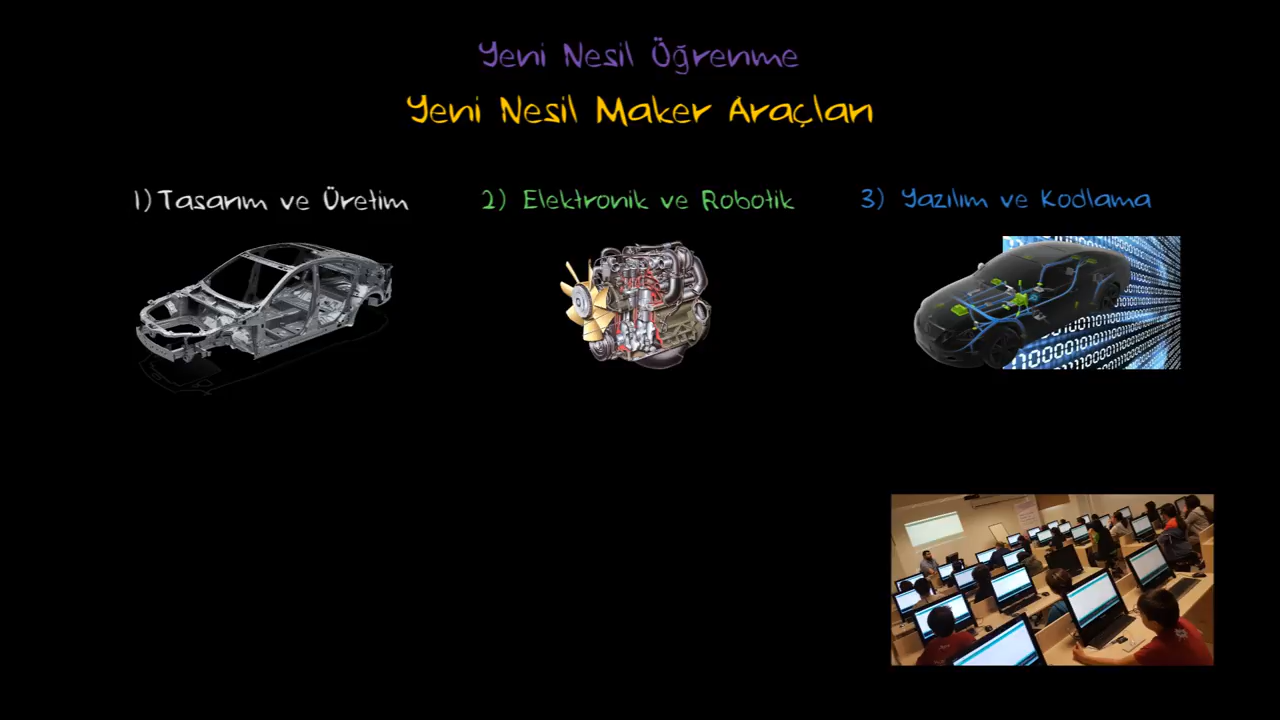 Yeni Nesil Öğrenme
Yeni Nesil Maker Araçları
1) Tasarım ve Üretim
2) Elektronik ve Robotik
3) Yazılım ve Kodlama